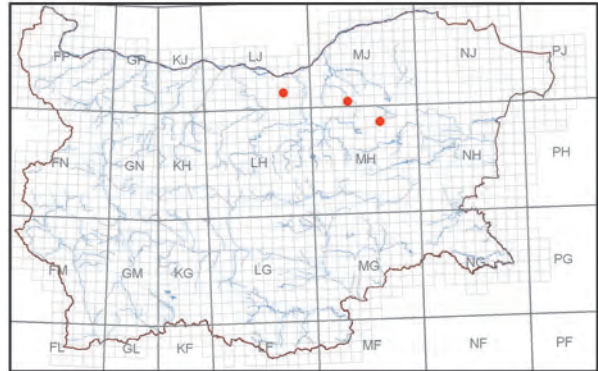 FP GP KJ LJ MJ NJ PJ
FN GN KH LH MH NH PH
FM GM KG LG MG NG PG
FL GL KF LF MF NF PF